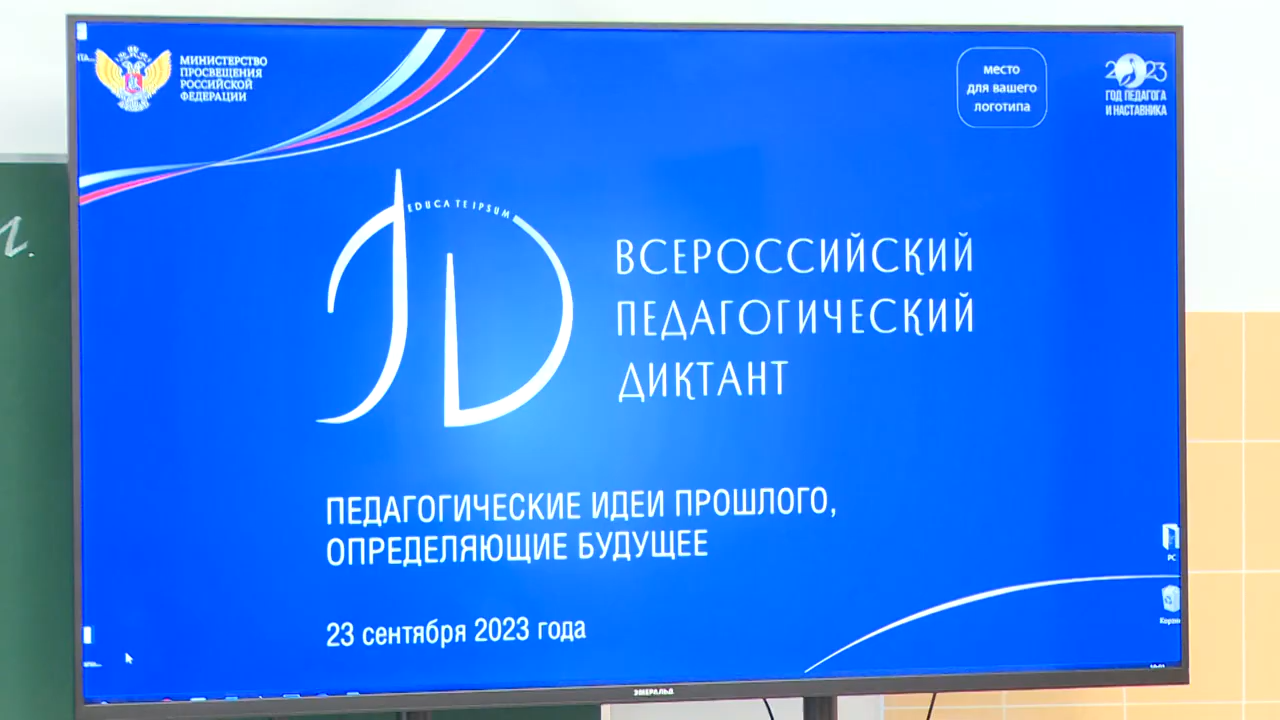 МИНИСТЕРСТВО
ПРОСВЕЩЕНИЯ
РОССИЙСКОЙ
ФЕДЕРАЦИИ
место
для вашего
логотипа
2023
ГОД ПЕДАГОГА
И НАСТАВНИКА
EDUCA TE IPSUM
ВСЕРОССИЙСКИЙ
ПЕДАГОГИЧЕСКИЙ
ДИКТАНТ
ПЕДАГОГИЧЕСКИЕ ИДЕИ ПРОШЛОГО,
ОПРЕДЕЛЯЮЩИЕ БУДУЩЕЕ
PC
23 сентября 2023 года
ЭМЕРАЛЬД